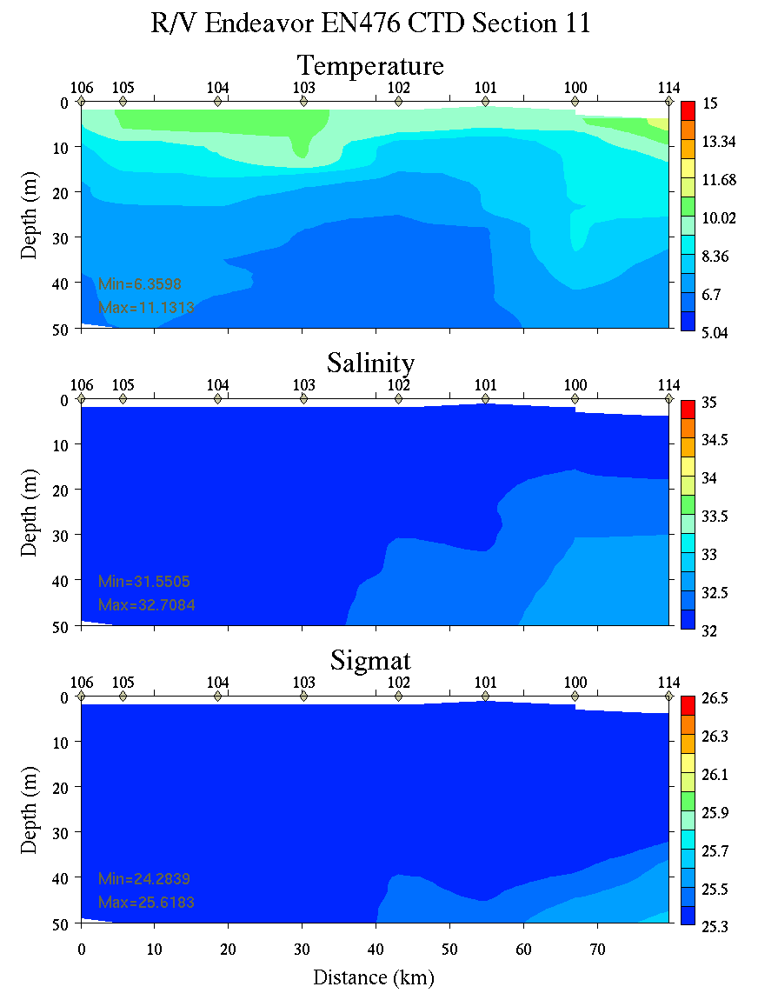 R/V Endeavor EN476 CTD Section 11
Temperature
106 105 104 103 102 101 100 114
0
10
20
30
40
50
Depth (m)
Min=6.3598
Max=11.1313
15
13.34
11.68
10.02
8.36
6.7
5.04
Salinity
106 105 104 103 102 101 100 114
0
10
20
30
40
50
Depth (m)
Min=31.5505
Max=32.7084
35
34.5
34
33.5
33
32.5
32
Sigmat
106 105 104 103 102 101 100 114
0
10
20
30
40
50
Depth (m)
Min=24.2839
Max=25.6183
26.5
26.3
26.1
25.9
25.7
25.5
25.3
0 10 20 30 40 50 60 70
Distance (km)